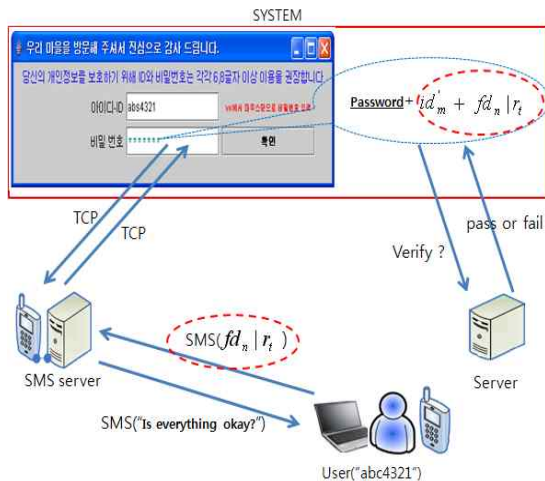 SYSTEM
우리 마을을 방문해 주셔서 진심으로 감사 드립니다.
당신의 개인정보를 보호하기 위해 ID와 비밀번호는 각각 6,8글자 이상 이용을 권장합니다.
아이디-ID abs4321
비밀 번호 ******* 확인
Password + id'm + fdn | rt
TCP
TCP
pass or fail
Verify ?
SMS(fdn | rt )
SMS server
Server
SMS("Is everything okay?")
User("abc4321")